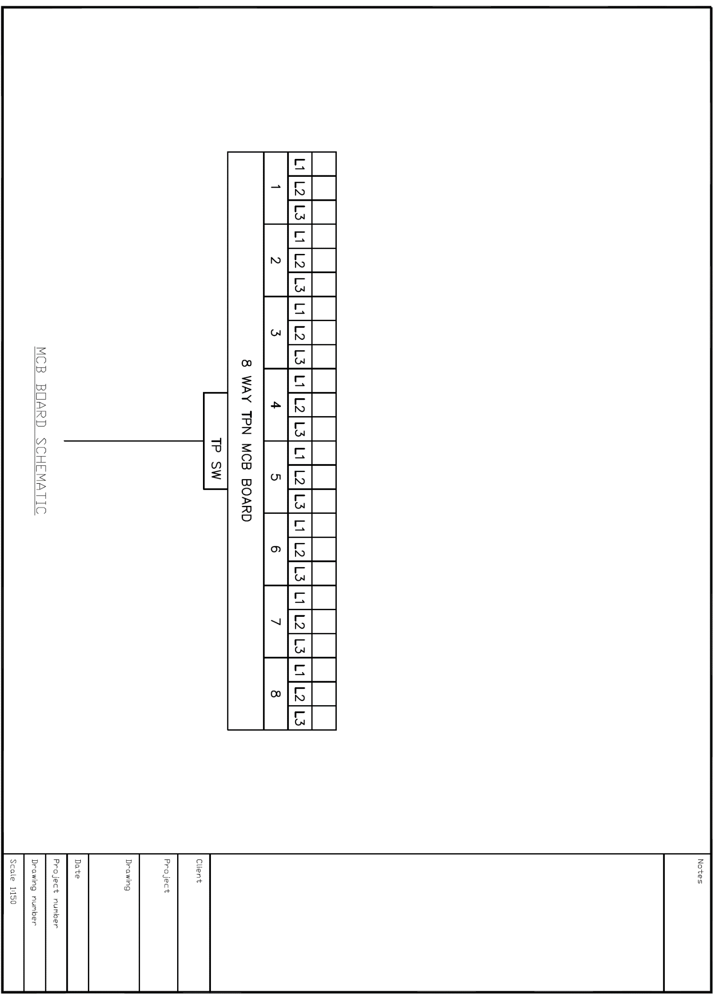 L1 L2 L3 L1 L2 L3 L1 L2 L3 L1 L2 L3 L1 L2 L3 L1 L2 L3 L1 L2 L3 L1 L2 L3
1 2 3 4 5 6 7 8
8 WAY TPN MCB BOARD
TP SW
MCB BOARD SCHEMATIC
Notes
Client
Project
Drawing
Date
Project number
Drawing number
Scale 1:150